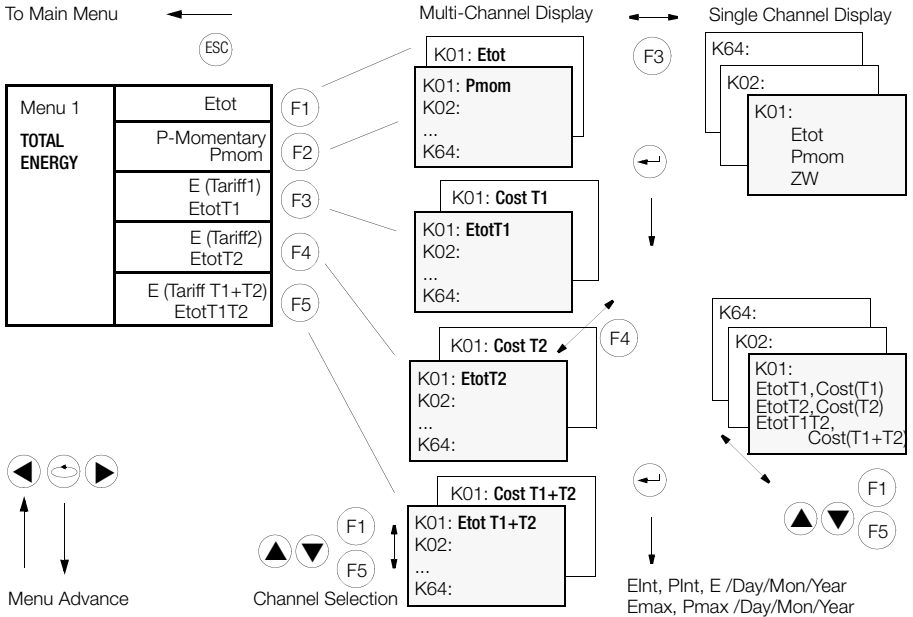 To Main Menu
ESC
Multi-Channel Display
Single Channel Display
F3
Menu 1
TOTAL
ENERGY
Etot
F1
P-Momentary
Pmom
F2
E (Tariff1)
EtotT1
F3
E (Tariff2)
EtotT2
F4
E (Tariff T1+T2)
EtotT1T2
F5
K01: Etot
K01: Pmom
K02:
...
K64:
K01: Cost T1
K01: EtotT1
K02:
...
K64:
K01: Cost T2
K01: EtotT2
K02:
...
K64:
F4
K01: Cost T1+T2
K01: Etot T1+T2
K02:
...
K64:
K64:
K02:
K01:
Etot
Pmom
ZW
K64:
K02:
K01:
EtotT1,Cost(T1)
EtotT2,Cost(T2)
EtotT1T2,
Cost(T1+T2)
F1
F5
F1
F5
Menu Advance
Channel Selection
EInt, PInt, E /Day/Mon/Year
Emax, Pmax /Day/Mon/Year